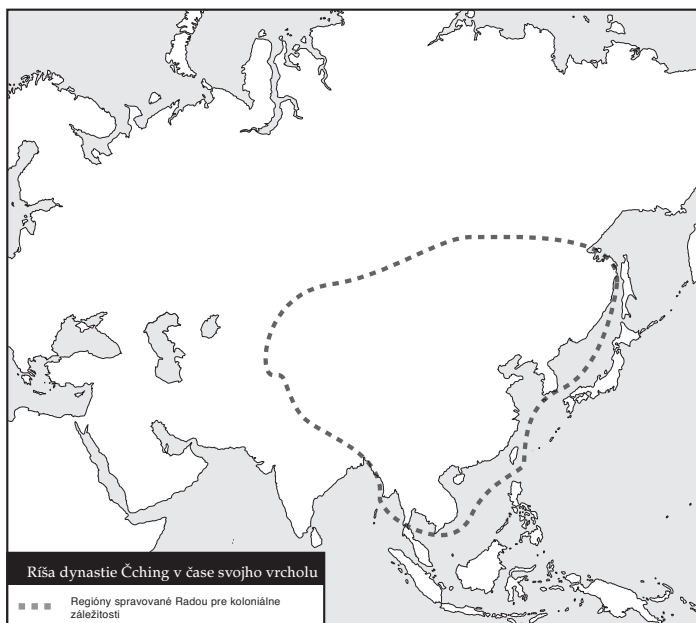 Ríša dynastie Čching v čase svojho vrcholu
Regióny spravované Radou pre koloniálne
záležitosti